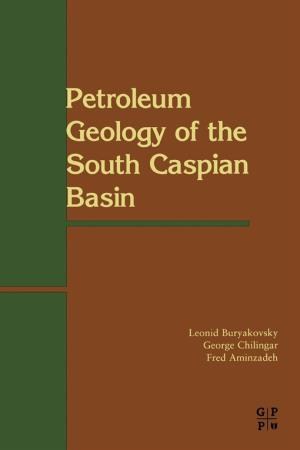 Petroleum
Geology of the
South Caspian
Basin
Leonid Buryakovsky
George Chilingar
Fred Aminzadeh
G P
P